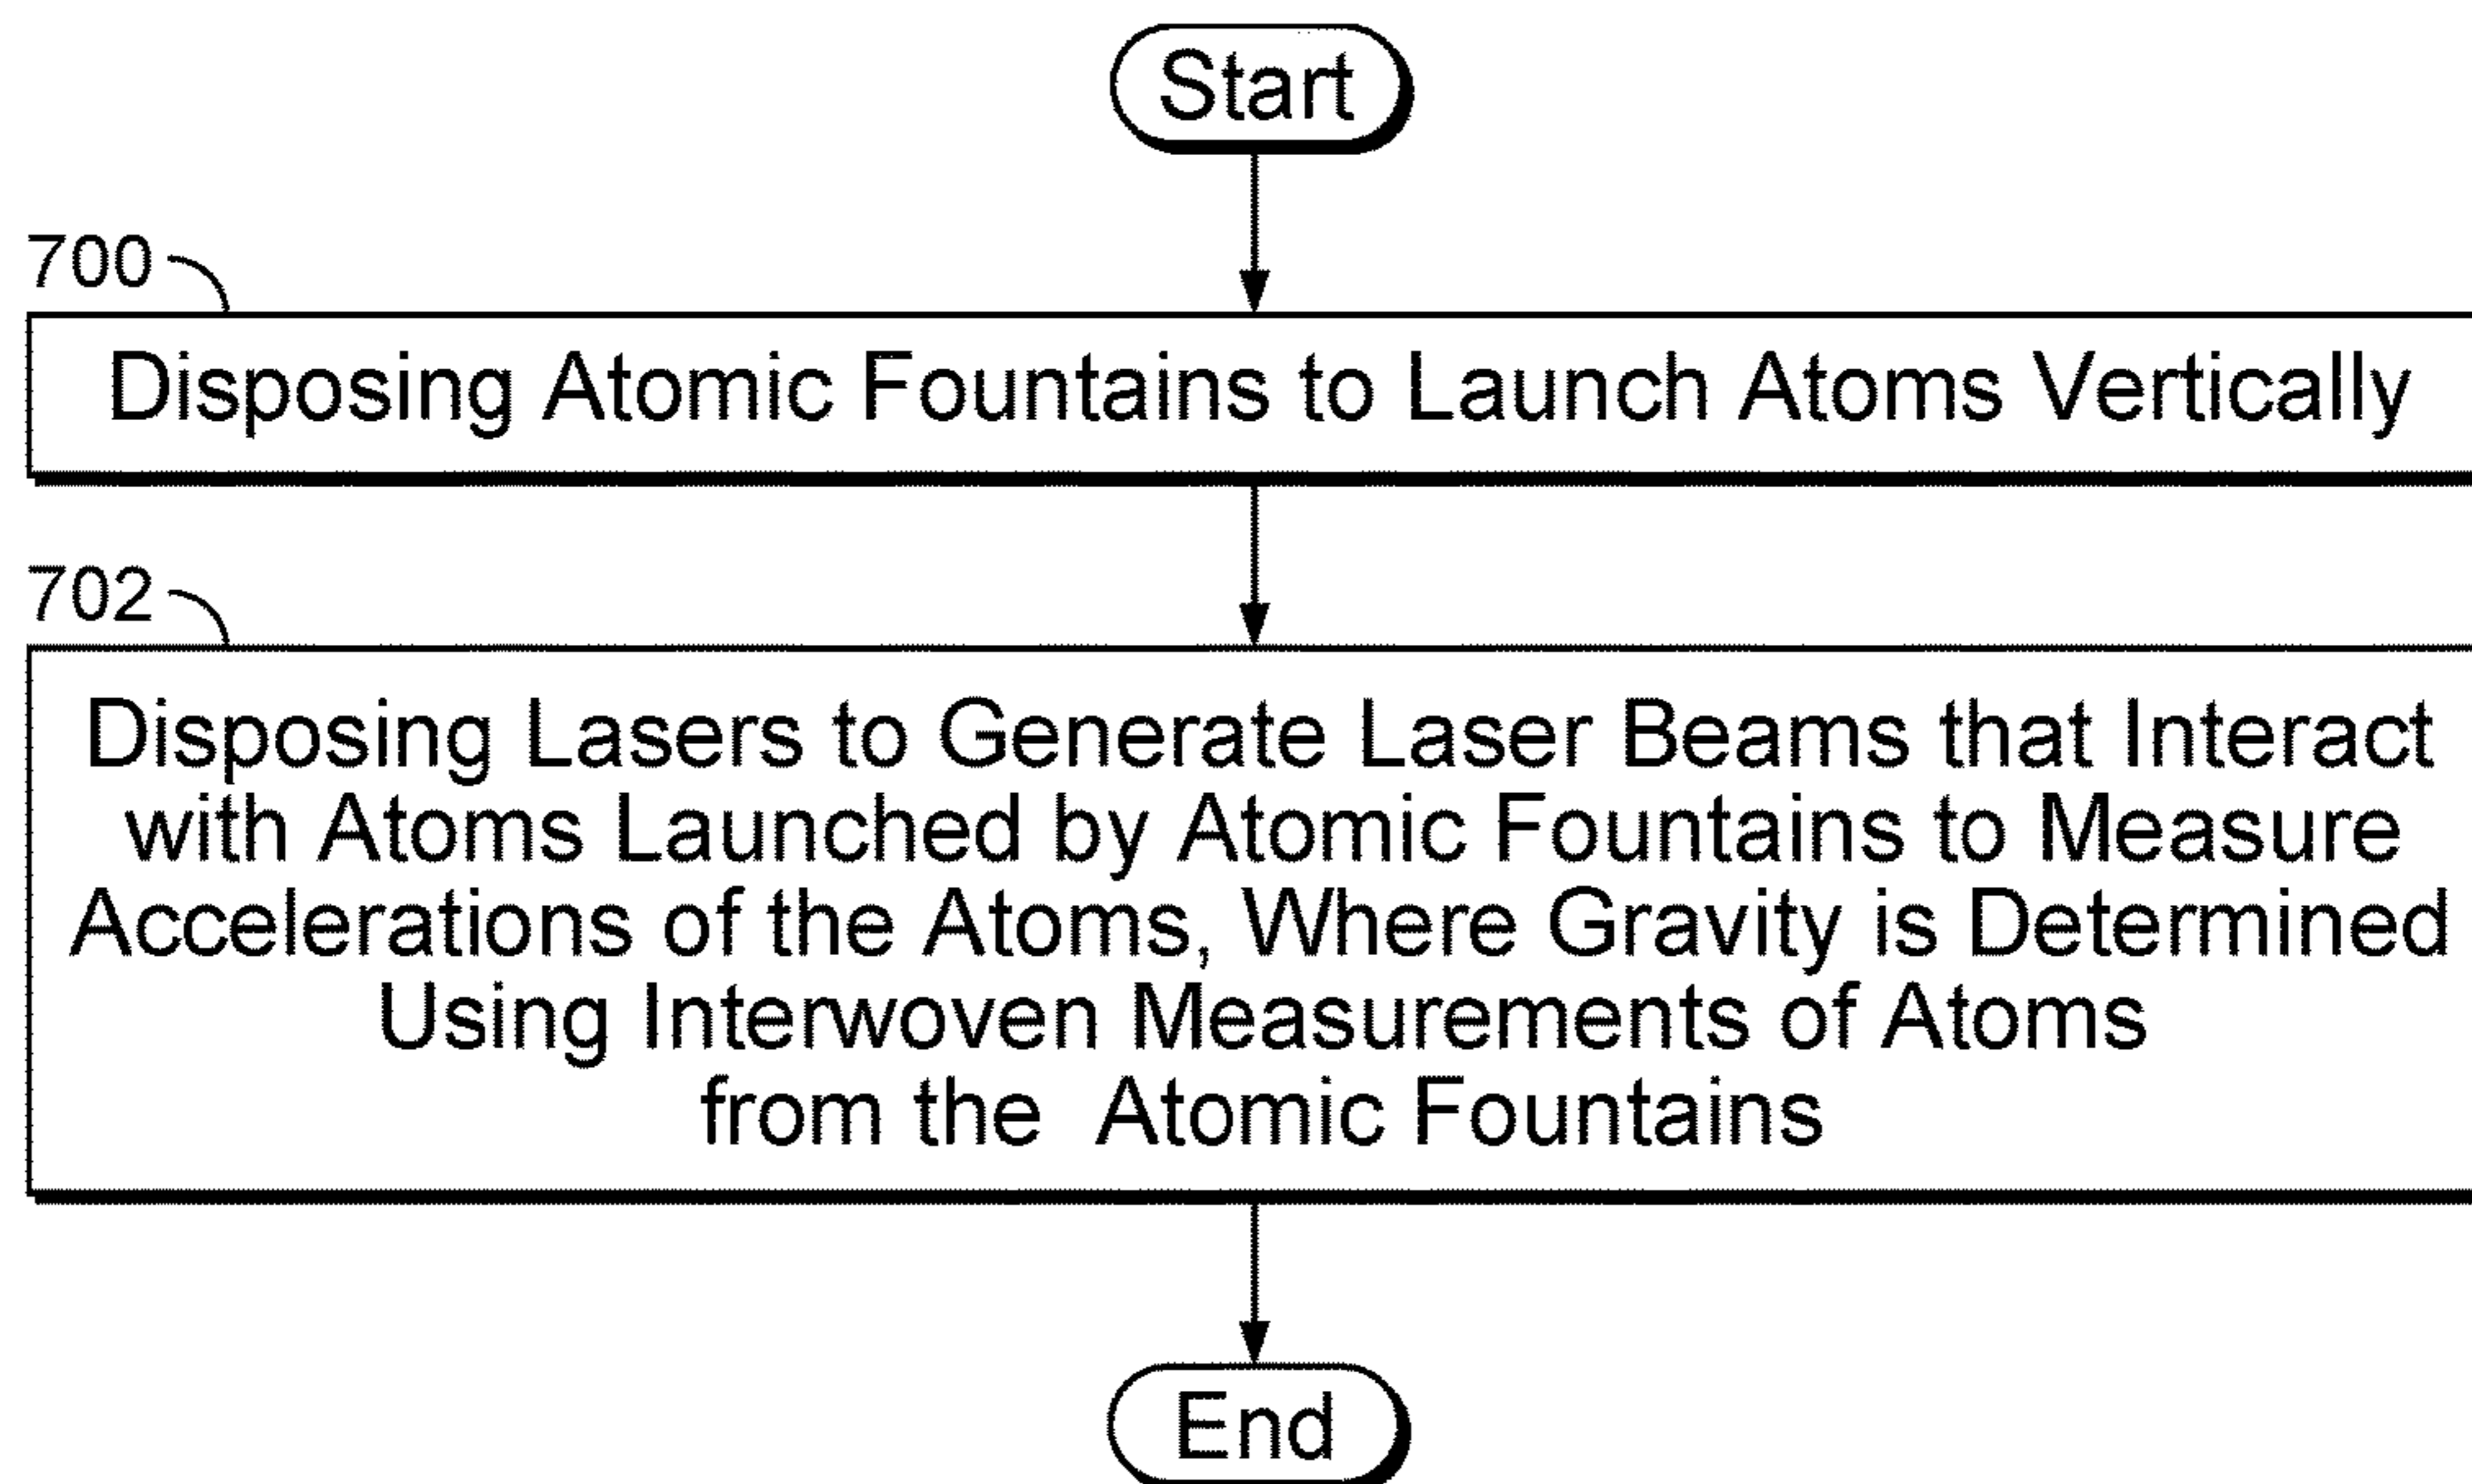 Start
700
Disposing Atomic Fountains to Launch Atoms Vertically
702
Disposing Lasers to Generate Laser Beams that Interact
with Atoms Launched by Atomic Fountains to Measure
Accelerations of the Atoms, Where Gravity is Determined
Using Interwoven Measurements of Atoms
from the Atomic Fountains
End